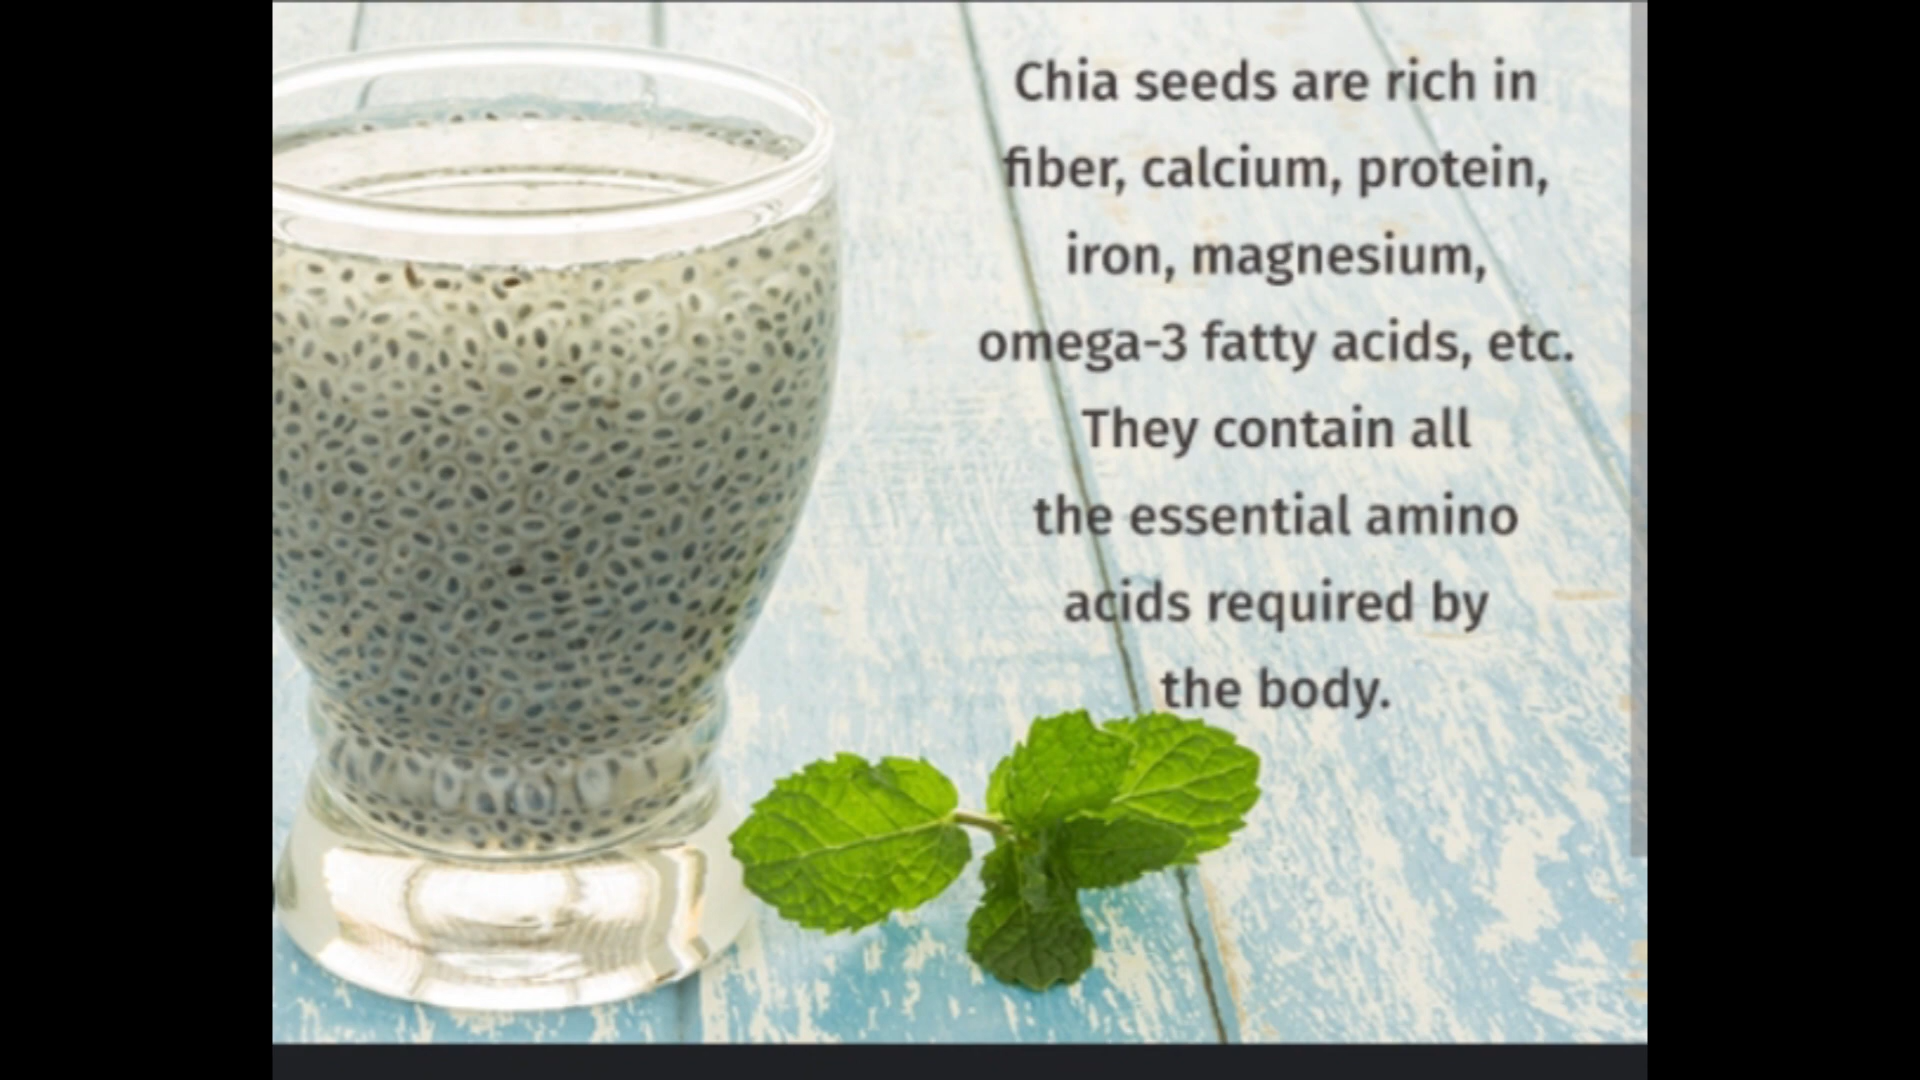 Chia seeds are rich in
fiber, calcium, protein,
iron, magnesium,
omega-3 fatty acids, etc.
They contain all
the essential amino
acids required by
the body.